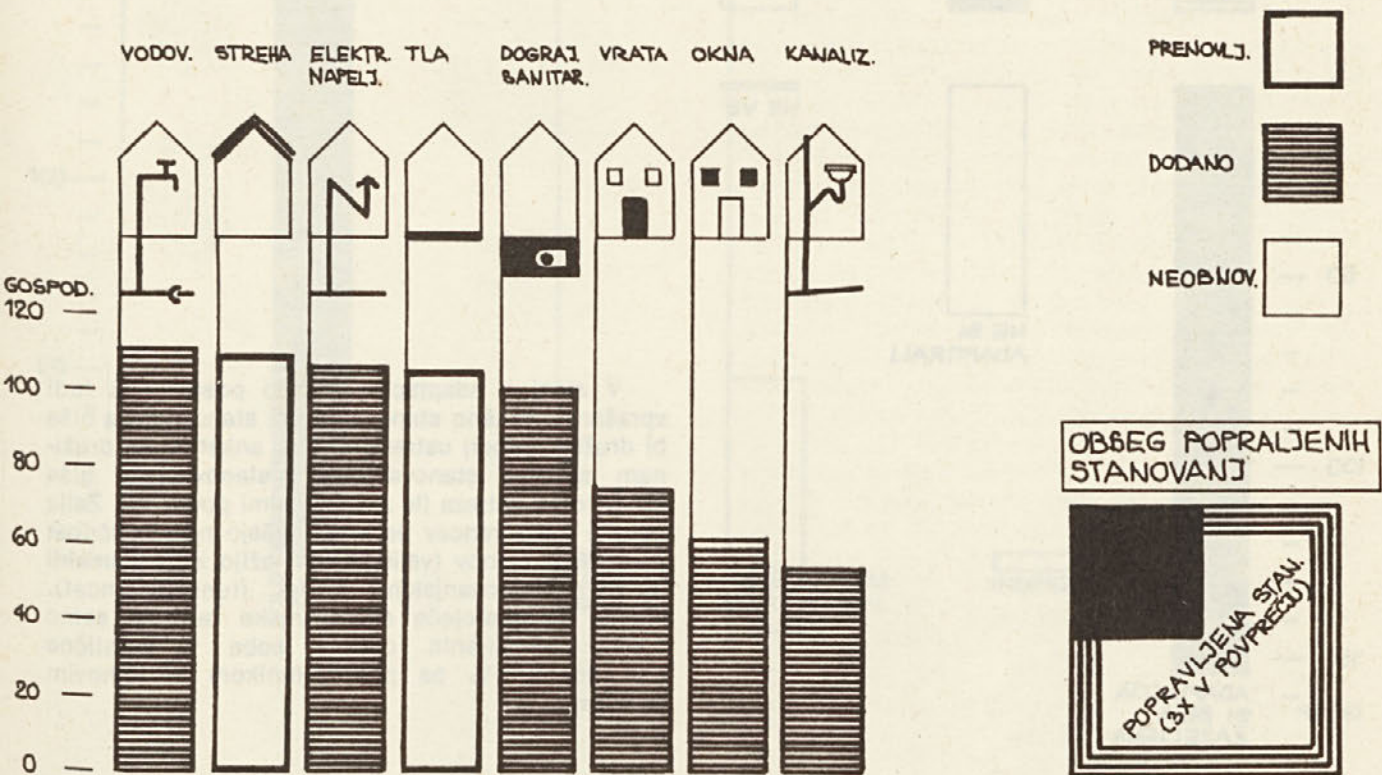 VODOV. STREHA ELEKTR. NAPELJ. TLA DOGRAJ. SANITAR. VRATA OKNA KANALIZ.
PRENOVLJ.
DODANO
NEOBNOV.
GOSPOD.
120
100
80
60
40
20
0
OBSEG POPRALJENIH
STANOVANJ
POPRAVLJENA STAN.
(3X V POVPREČJU)